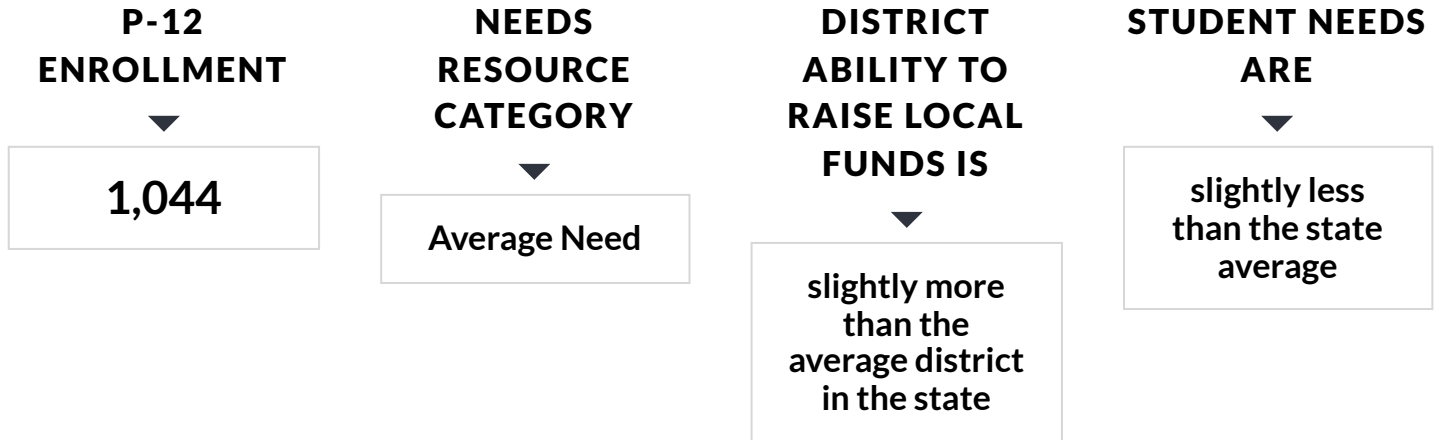 P-12
ENROLLMENT
1,044
NEEDS
RESOURCE
CATEGORY
Average Need
DISTRICT
ABILITY TO
RAISE LOCAL
FUNDS IS
slightly more
than the
average district
in the state
STUDENT NEEDS
ARE
slightly less
than the state
average